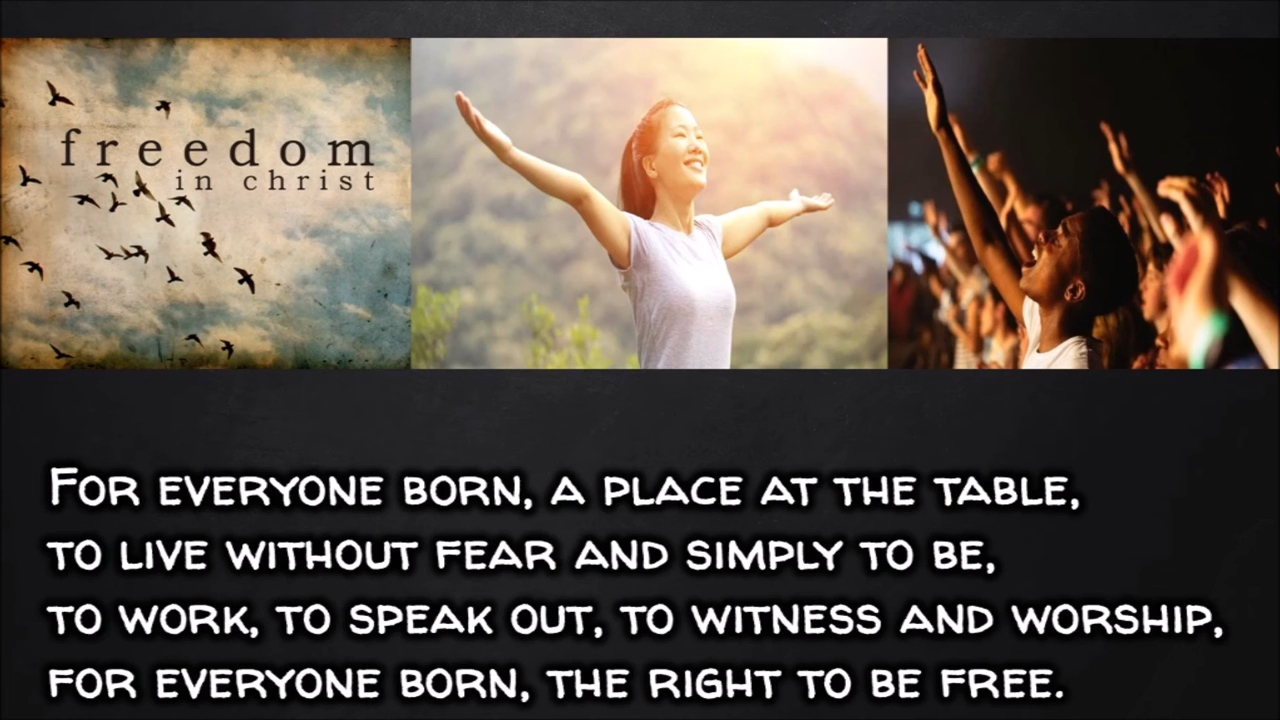 freedom
in christ
For everyone born, a place at the table,
to live without fear and simply to be,
to work, to speak out, to witness and worship,
for everyone born, the right to be free.